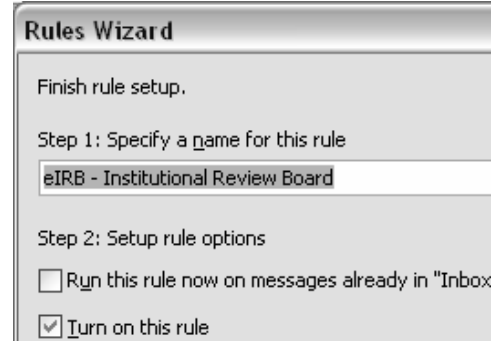 Rules Wizard
Finish rule setup.
Step 1: Specify a name for this rule
eIRB - Institutional Review Board
Step 2: Setup rule options
Run this rule now on messages already in "Inbox
Turn on this rule